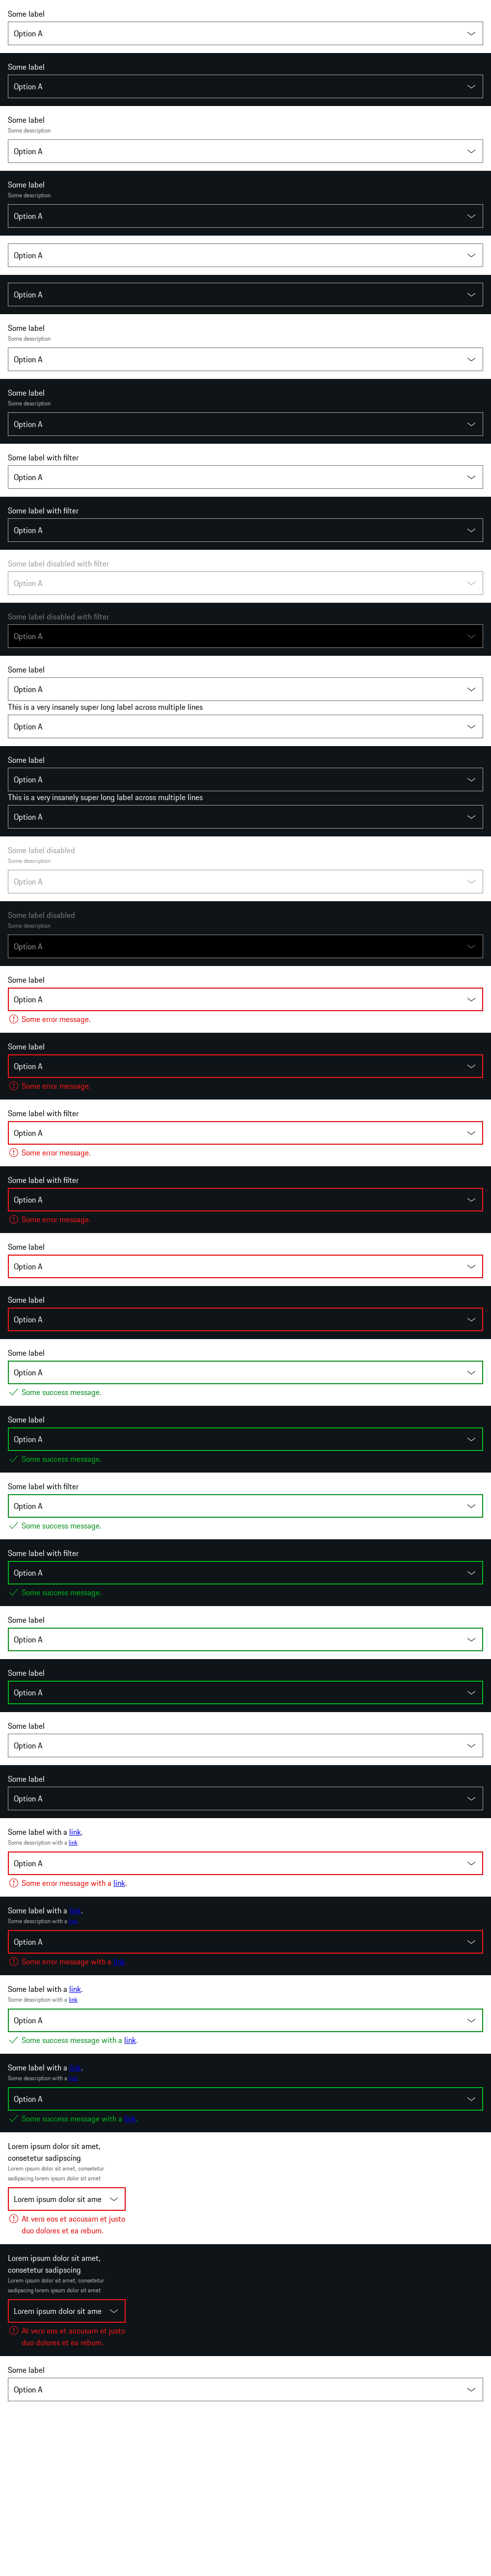 Some label
Option A
Some label
Option A
Some label
Some description
Option A
Some label
Some description
Option A
Option A
Option A
Some label
Some description
Option A
Some label
Some description
Option A
Some label with filter
Option A
Some label with filter
Option A
Some label disabled with filter
Option A
Some label disabled with filter
Option A
Some label
Option A
This is a very insanely super long label across multiple lines
Option A
Some label
Option A
This is a very insanely super long label across multiple lines
Option A
Some label disabled
Some description
Option A
Some label disabled
Some description
Option A
Some label
Option A
Some error message.
Some label
Option A
Some error message.
Some label with filter
Option A
Some error message.
Some label with filter
Option A
Some error message.
Some label
Option A
Some label
Option A
Some label
Option A
Some success message.
Some label
Option A
Some success message.
Some label with filter
Option A
Some success message.
Some label with filter
Option A
Some success message.
Some label
Option A
Some label
Option A
Some label
Option A
Some label
Option A
Some label with a link.
Some description with a link.
Option A
Some error message with a link.
Some label with a link.
Some description with a link.
Option A
Some error message with a link.
Some label with a link.
Some description with a link.
Option A
Some success message with a link.
Some label with a link.
Some description with a link.
Option A
Some success message with a link.
Lorem ipsum dolor sit amet,
consetetur sadipscing
Lorem ipsum dolor sit amet, consetetur
sadipscing lorem ipsum dolor sit amet
Lorem ipsum dolor sit ame
At vero eos et accusam et justo
duo dolores et ea rebum.
Lorem ipsum dolor sit amet,
consetetur sadipscing
Lorem ipsum dolor sit amet, consetetur
sadipscing lorem ipsum dolor sit amet
Lorem ipsum dolor sit ame
At vero eos et accusam et justo
duo dolores et ea rebum.
Some label
Option A